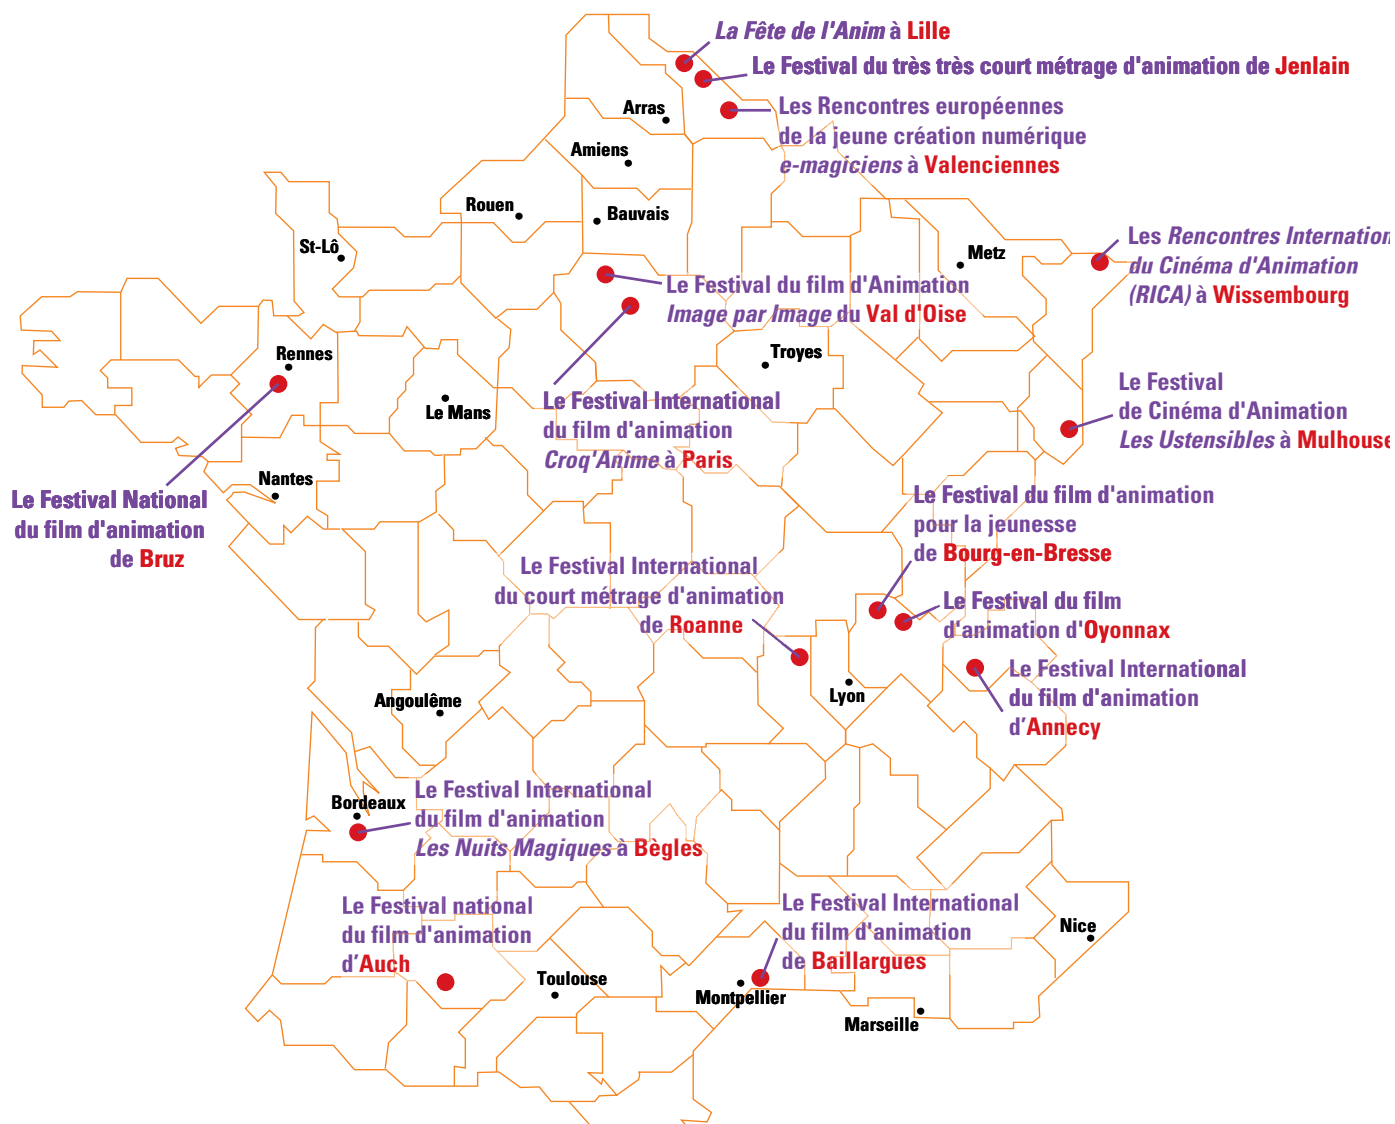 La Fête de l'Anim à Lille
Le Festival du très très court métrage d'animation de Jenlain
Arras
Les Rencontres européennes
de la jeune création numérique
e-magiciens à Valenciennes
Amiens
Rouen
Bauvais
St-Lô
Metz
Les Rencontres Internation
du Cinéma d'Animation
(RICA) à Wissembourg
Le Festival du film d'Animation
Image par Image du Val d'Oise
Rennes
Troyes
Le Mans
Le Festival International
du film d'animation
Croq'Anime à Paris
Le Festival
de Cinéma d'Animation
Les Ustensibles à Mulhouse
Nantes
Le Festival National
du film d'animation
de Bruz
Le Festival du film d'animation
pour la jeunesse
de Bourg-en-Bresse
Le Festival International
du court métrage d'animation
de Roanne
Le Festival du film
d'animation d'Oyonnax
Lyon
Le Festival International
du film d'animation
d'Annecy
Angoulême
Bordeaux
Le Festival International
du film d'animation
Les Nuits Magiques à Bègles
Le Festival national
du film d'animation
d'Auch
Le Festival International
du film d'animation
de Baillargues
Nice
Toulouse
Montpellier
Marseille